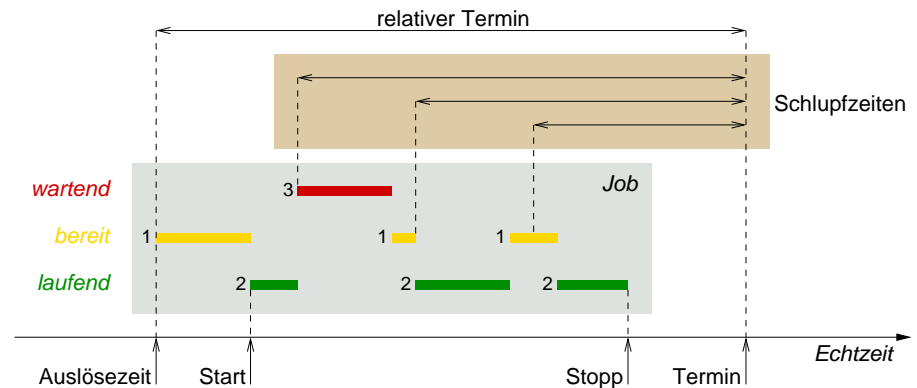 relativer Termin
Schlupfzeiten
wartend 3 Job
bereit 1 1 1
laufend 2 2 2
Echtzeit
Auslösezeit Start Stopp Termin